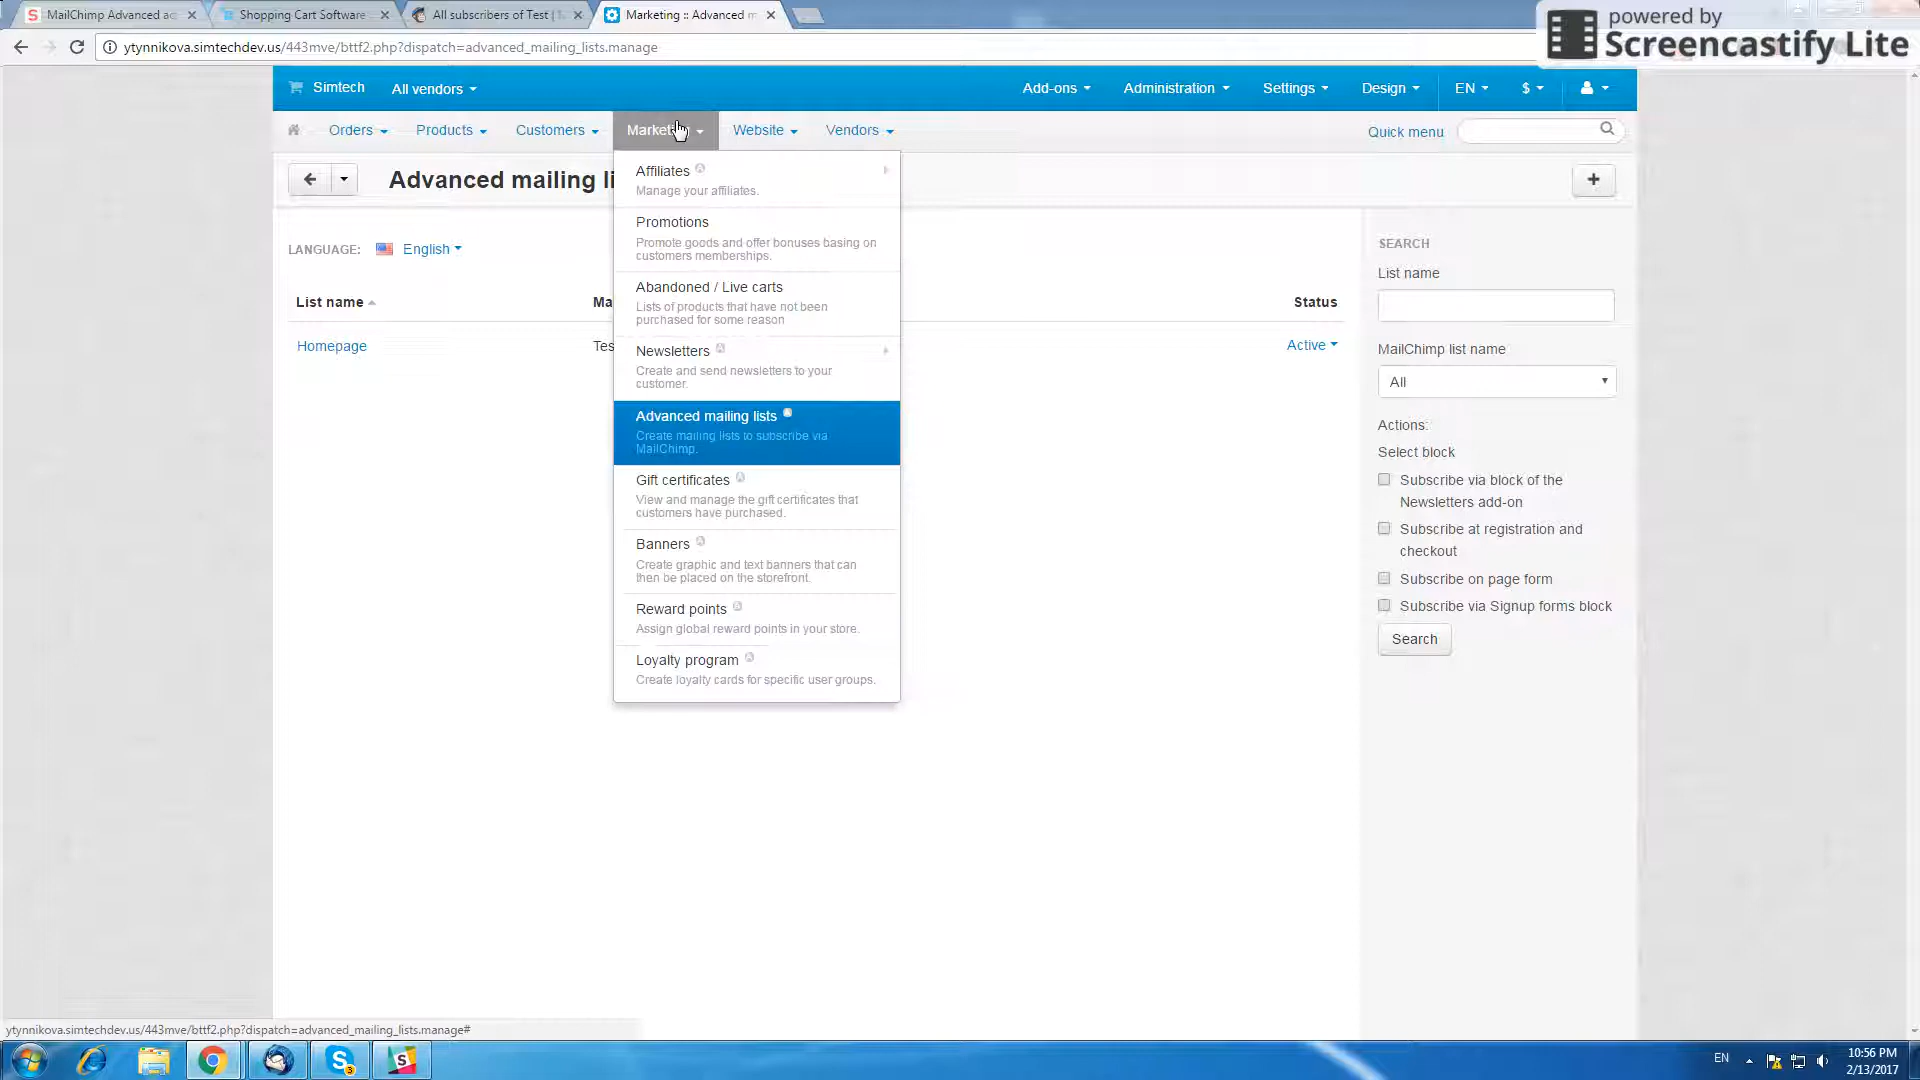 MailChimp Advanced ac
Shopping Cart Software
All subscribers of Test |
Marketing :: Advanced m
powered by
Screencastify Lite
ytynnikova.simtechdev.us/443mve/bttf2.php?dispatch=advanced_mailing_lists.manage
Simtech
All vendors
Add-ons
Administration
Settings
Design
EN
$
Orders
Products
Customers
Market
Website
Vendors
Quick menu
Advanced mailing li
LANGUAGE:
English
List name
Ma
Status
Homepage
Tes
Active
Affiliates
Manage your affiliates.
Promotions
Promote goods and offer bonuses basing on
customers memberships.
Abandoned / Live carts
Lists of products that have not been
purchased for some reason
Newsletters
Create and send newsletters to your
customer.
Advanced mailing lists
Create mailing lists to subscribe via
MailChimp.
Gift certificates
View and manage the gift certificates that
customers have purchased.
Banners
Create graphic and text banners that can
then be placed on the storefront.
Reward points
Assign global reward points in your store.
Loyalty program
Create loyalty cards for specific user groups.
SEARCH
List name
MailChimp list name
All
Actions:
Select block
Subscribe via block of the
Newsletters add-on
Subscribe at registration and
checkout
Subscribe on page form
Subscribe via Signup forms block
Search
ytynnikova.simtechdev.us/443mve/bttf2.php?dispatch=advanced_mailing_lists.manage#
EN
10:56 PM
2/13/2017